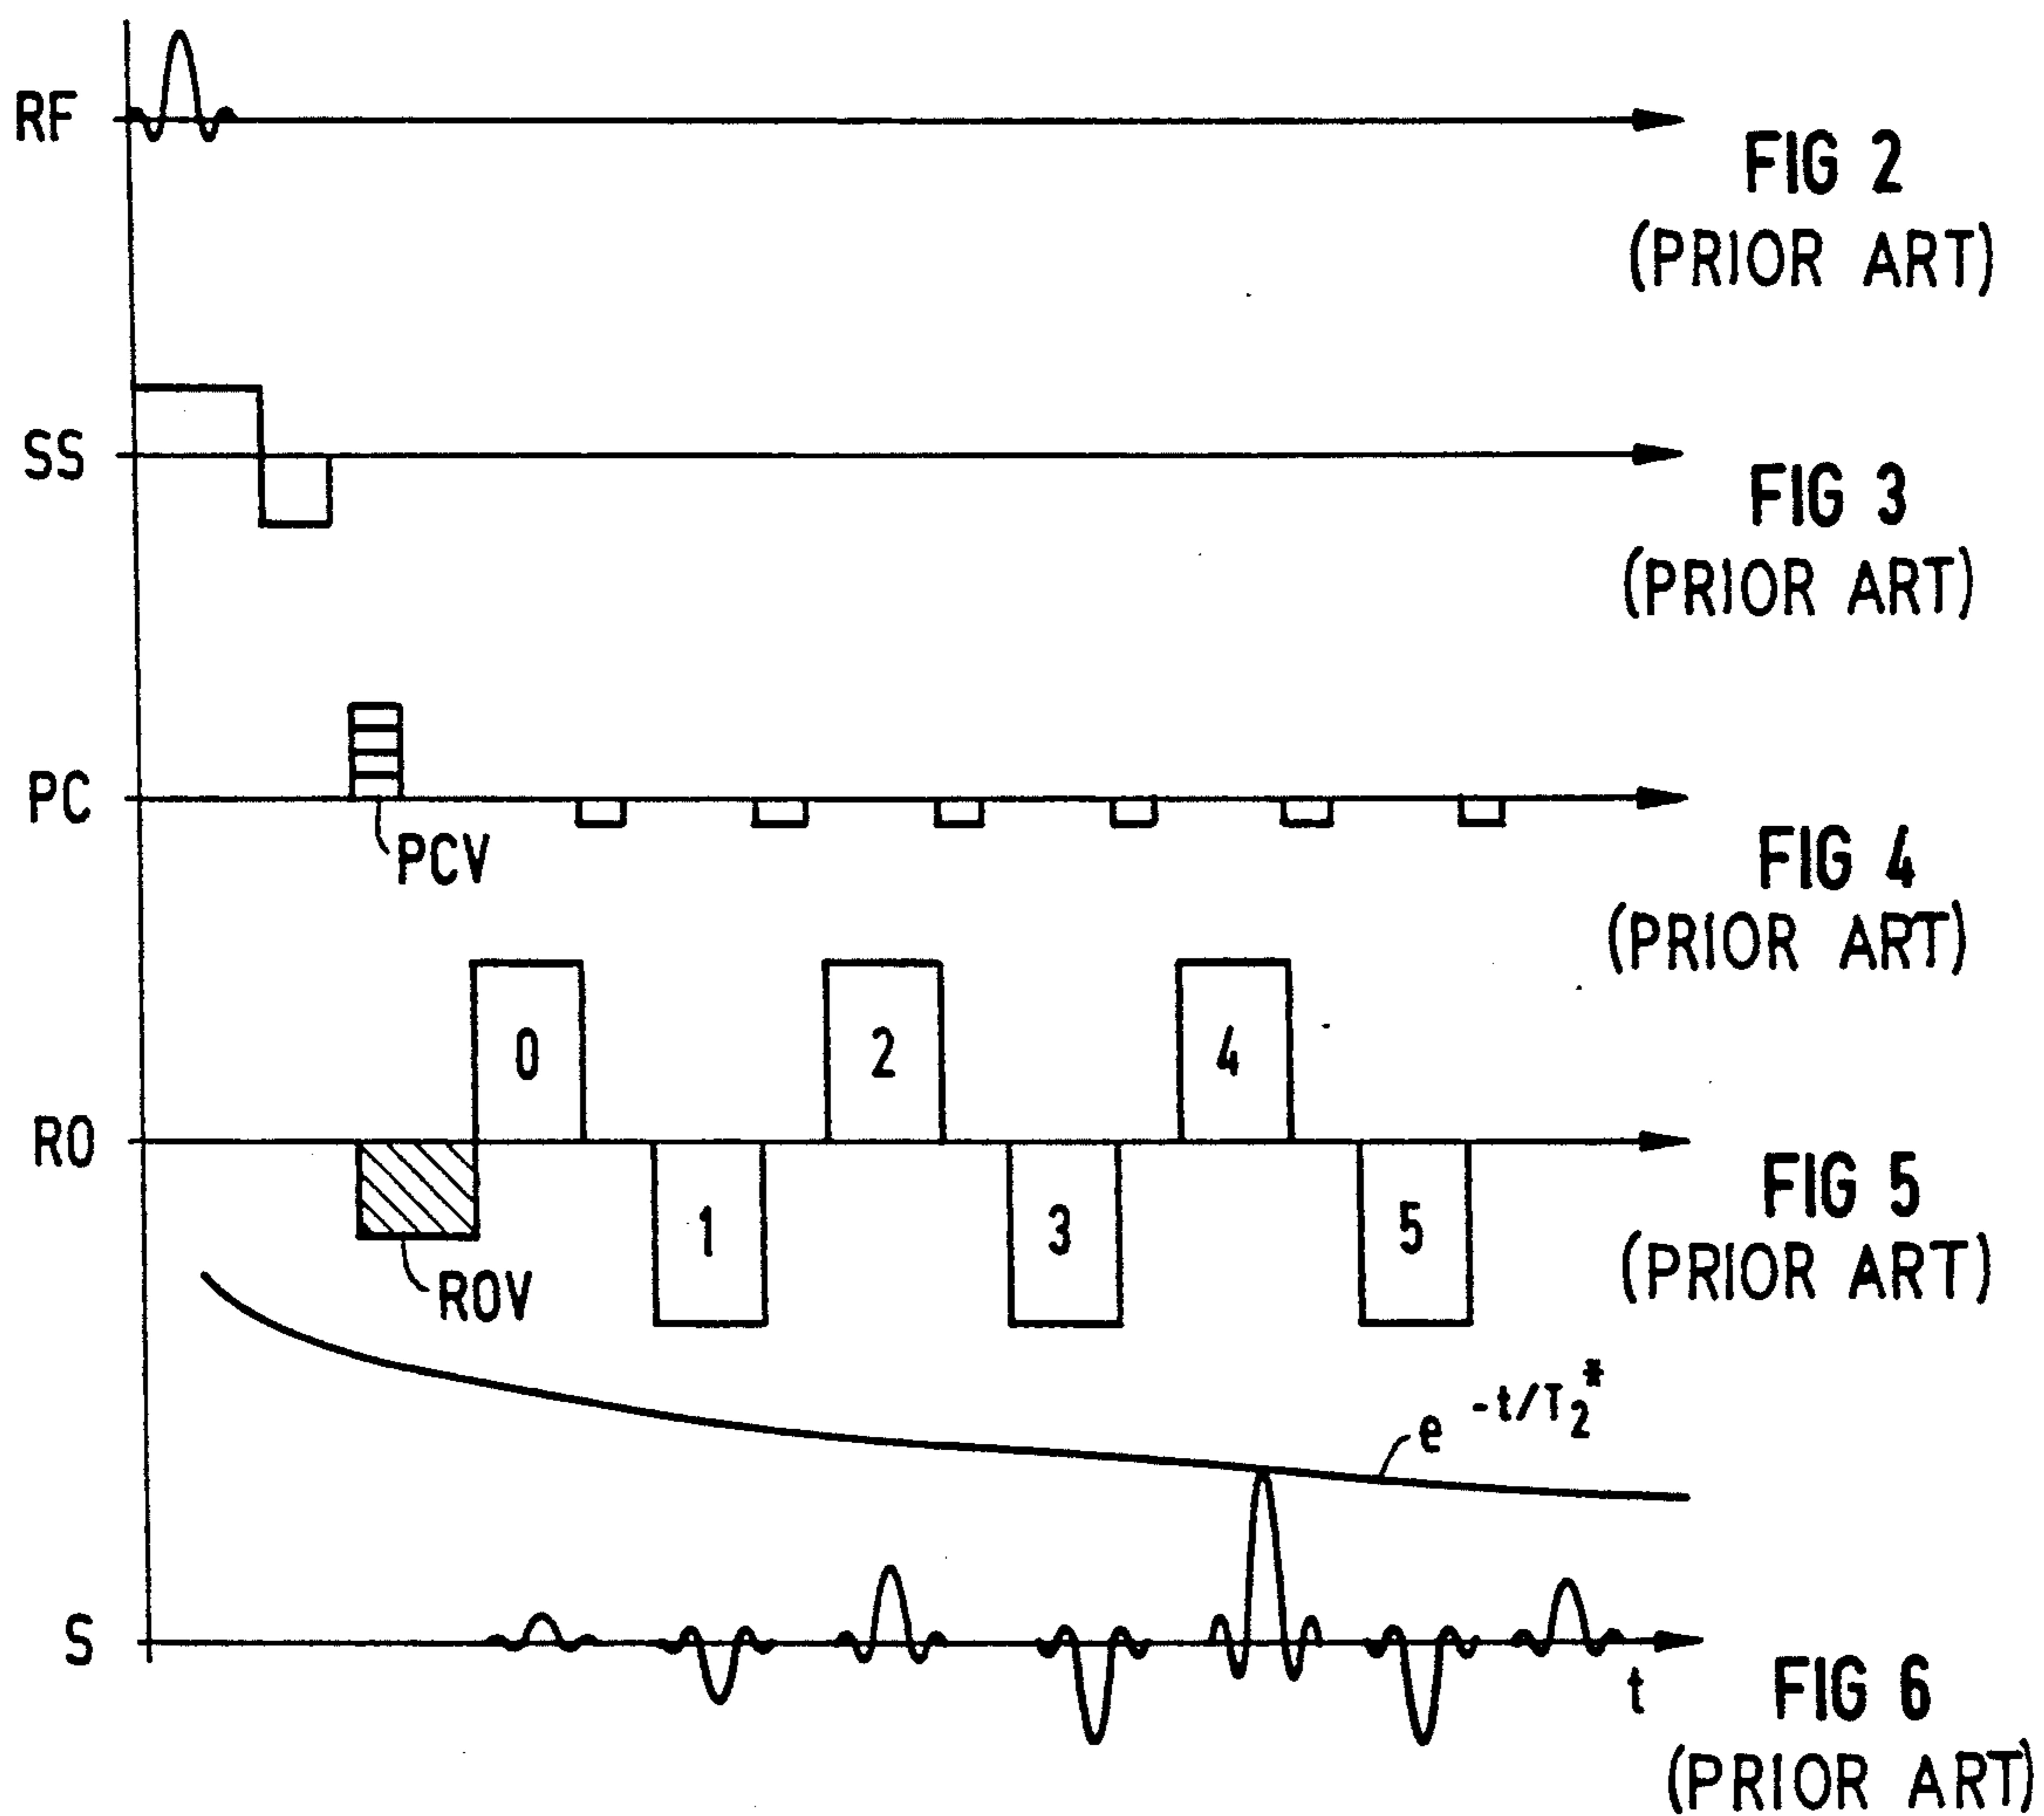 RF
FIG 2
(PRIOR ART)
SS
FIG 3
(PRIOR ART)
PC
PCV
FIG 4
(PRIOR ART)
0
2
4
RO
1
3
5
FIG 5
(PRIOR ART)
ROV
e -t/T2*
S
t
FIG 6
(PRIOR ART)